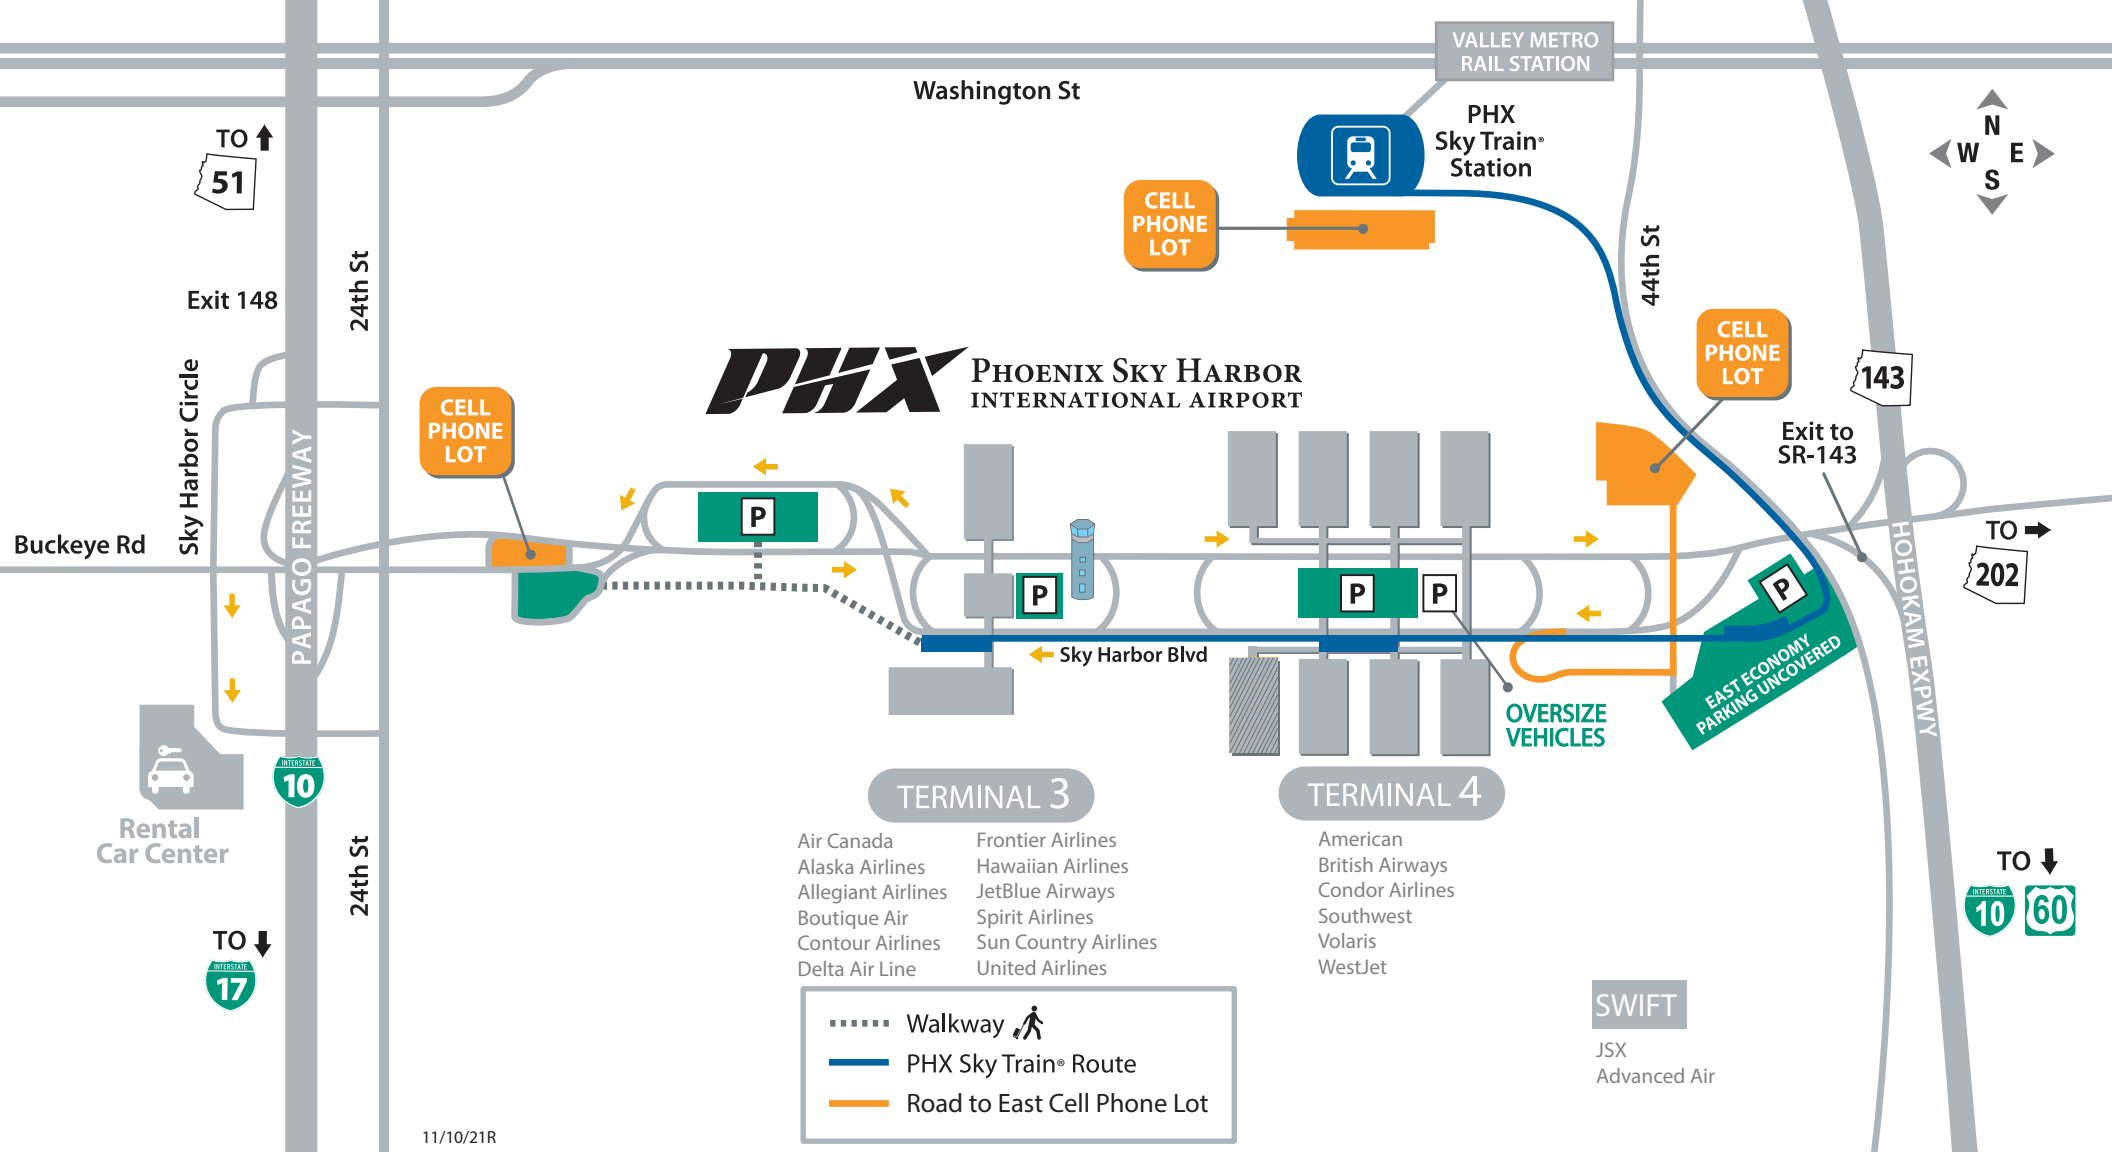 VALLEY METRO
RAIL STATION
Washington St
PHX
Sky Train®
Station
N
W E
S
TO
51
CELL
PHONE
LOT
44th St
24th St
Exit 148
CELL
PHONE
LOT
143
Sky Harbor Circle
PHX
PHOENIX SKY HARBOR
INTERNATIONAL AIRPORT
CELL
PHONE
LOT
Exit to
SR-143
PAPAGO FREEWAY
Buckeye Rd
P
HOHOKAM EXPWY
TO
202
P
P
P
P
Sky Harbor Blvd
EAST ECONOMY
PARKING UNCOVERED
OVERSIZE
VEHICLES
INTERSTATE
10
Rental
Car Center
24th St
TERMINAL 3
Air Canada
Alaska Airlines
Allegiant Airlines
Boutique Air
Contour Airlines
Delta Air Line
Frontier Airlines
Hawaiian Airlines
JetBlue Airways
Spirit Airlines
Sun Country Airlines
United Airlines
TERMINAL 4
American
British Airways
Condor Airlines
Southwest
Volaris
WestJet
TO
INTERSTATE
10
60
TO
INTERSTATE
17
SWIFT
JSX
Advanced Air
Walkway
PHX Sky Train® Route
Road to East Cell Phone Lot
11/10/21R